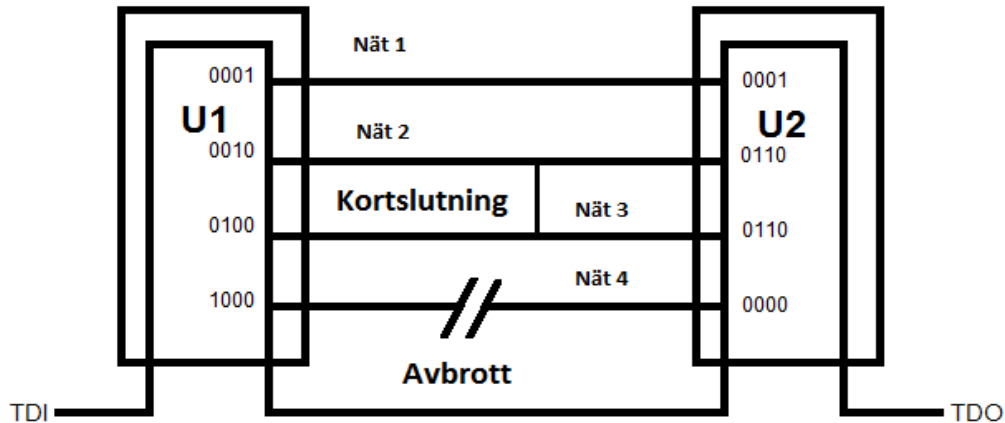 Nät 1
0001
0001
U1
U2
Nät 2
0010
0110
Kortslutning
Nät 3
0100
0110
Nät 4
1000
0000
Avbrott
TDI
TDO